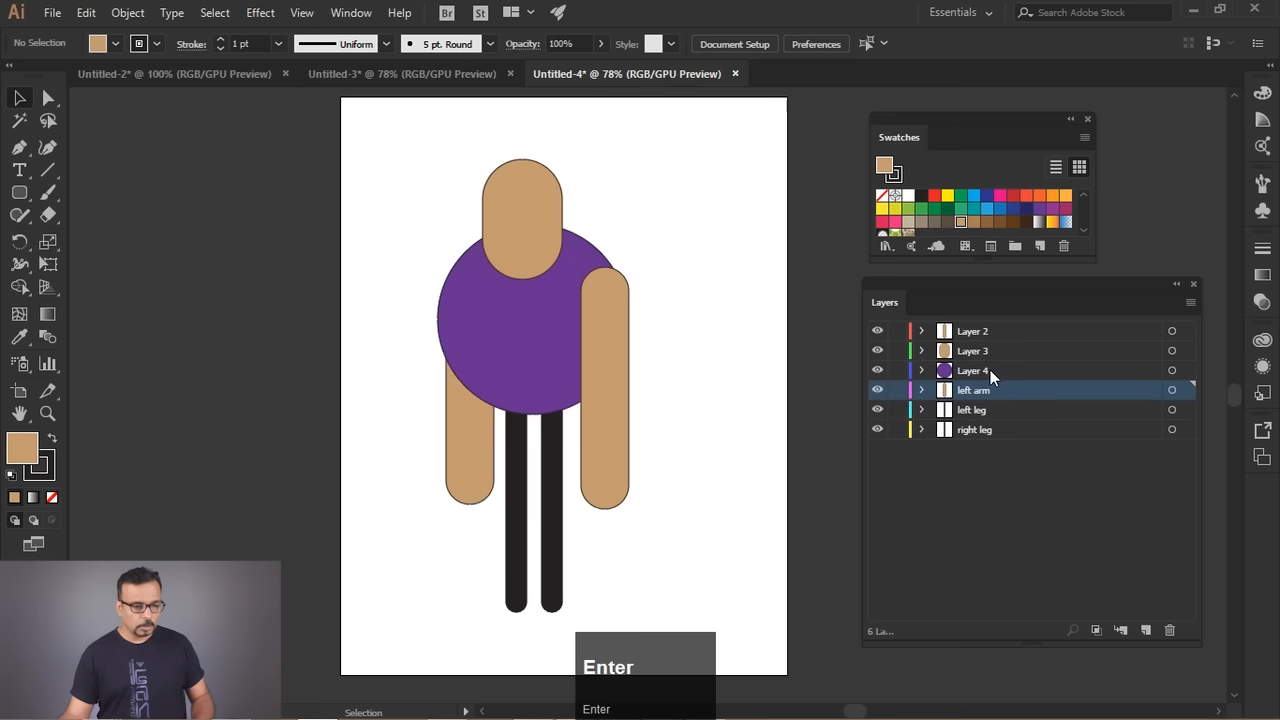 Ai File Edit Object Type Select Effect View Window Help Br St Essentials Search Adobe Stock
No Selection Stroke: 1 pt Uniform 5 pt. Round Opacity: 100% Style: Document Setup Preferences
Untitled-2* @ 100% (RGB/GPU Preview) Untitled-3* @ 78% (RGB/GPU Preview) Untitled-4* @ 78% (RGB/GPU Preview)
Swatches
Layers
Layer 2
Layer 3
Layer 4
left arm
left leg
right leg
6 La...
Enter
Enter
Selection